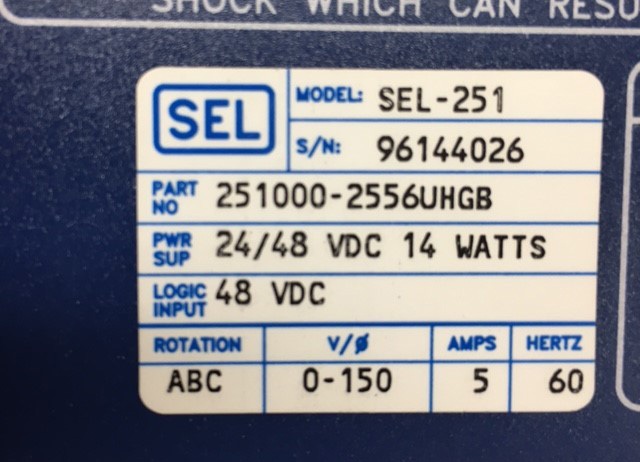 SHOCK WHICH CAN RESU
SEL
MODEL: SEL-251
S/N: 96144026
PART NO 251000-2556UHGB
PWR SUP 24/48 VDC 14 WATTS
LOGIC INPUT 48 VDC
ROTATION V/Ø AMPS HERTZ
ABC 0-150 5 60